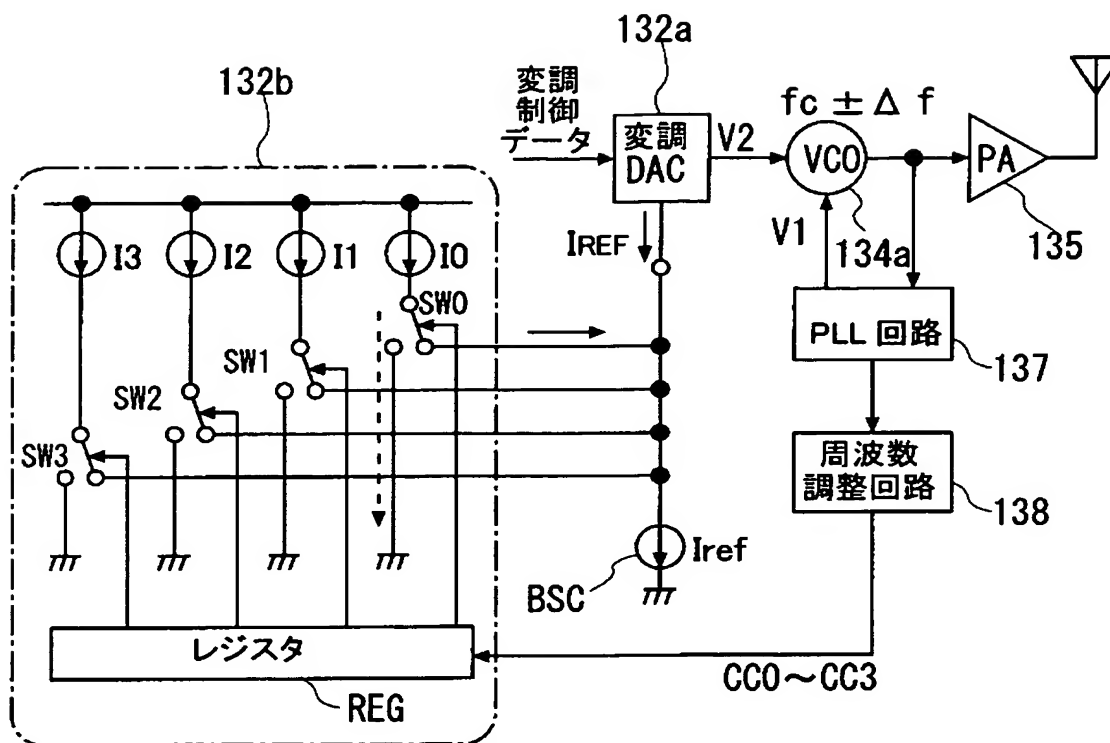 132a
132b
変調
制御
データ
変調
DAC
V2
fc ± Δ f
VCO
PA
135
V1
134a
IREF
I3
I2
I1
I0
SW0
SW1
SW2
SW3
PLL 回路
137
周波数
調整回路
138
Iref
BSC
レジスタ
REG
CC0～CC3